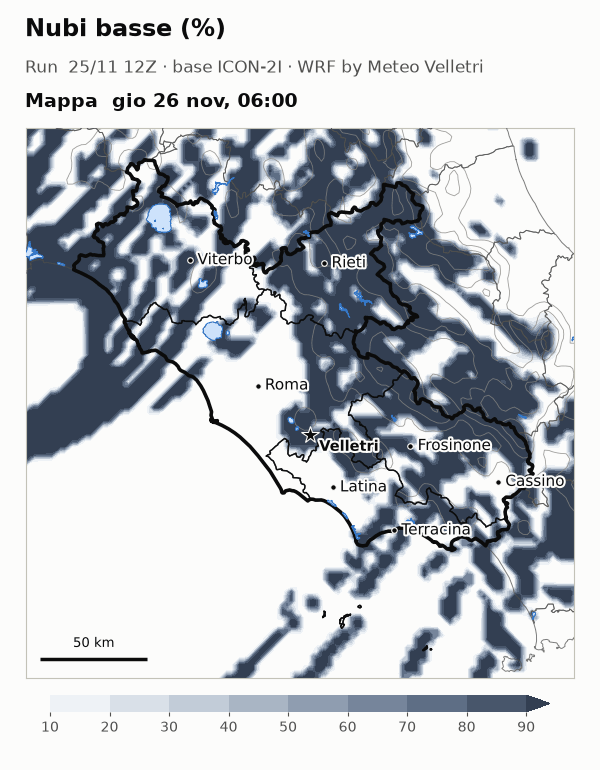 Nubi basse (%)
Run  25/11 12Z · base ICON-2I · WRF by Meteo Velletri
Mappa  gio 26 nov, 06:00
Viterbo
Rieti
Roma
Velletri
Frosinone
Cassino
Latina
Terracina
50 km
10 20 30 40 50 60 70 80 90